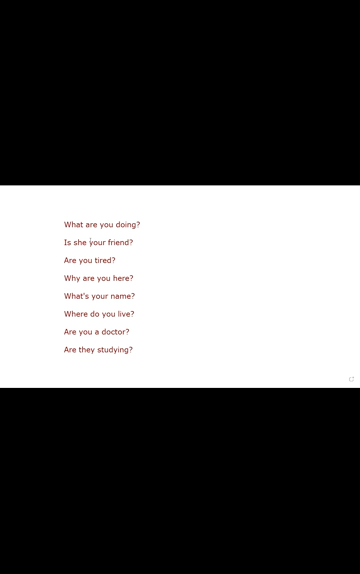 What are you doing?
Is she your friend?
Are you tired?
Why are you here?
What's your name?
Where do you live?
Are you a doctor?
Are they studying?
12